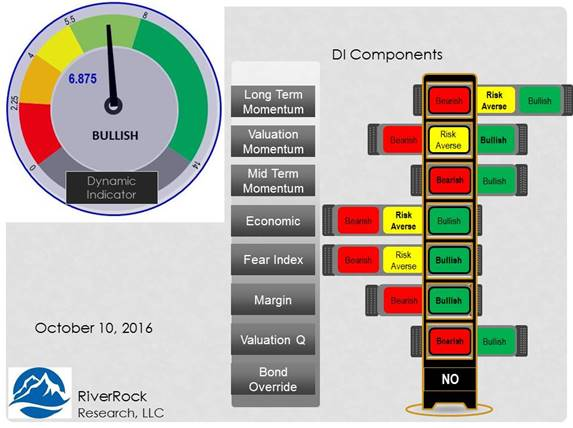 5.5
8
4
6.875
2.25
BULLISH
0
14
Dynamic
Indicator
DI Components
Long Term
Momentum
Bearish
Risk
Averse
Bullish
Valuation
Momentum
Bearish
Risk
Averse
Bullish
Mid Term
Momentum
Bearish
Bullish
Economic
Bearish
Risk
Averse
Bullish
Fear Index
Bearish
Risk
Averse
Bullish
Margin
Bearish
Bullish
Valuation Q
Bearish
Bullish
Bond
Override
NO
October 10, 2016
RiverRock
Research, LLC